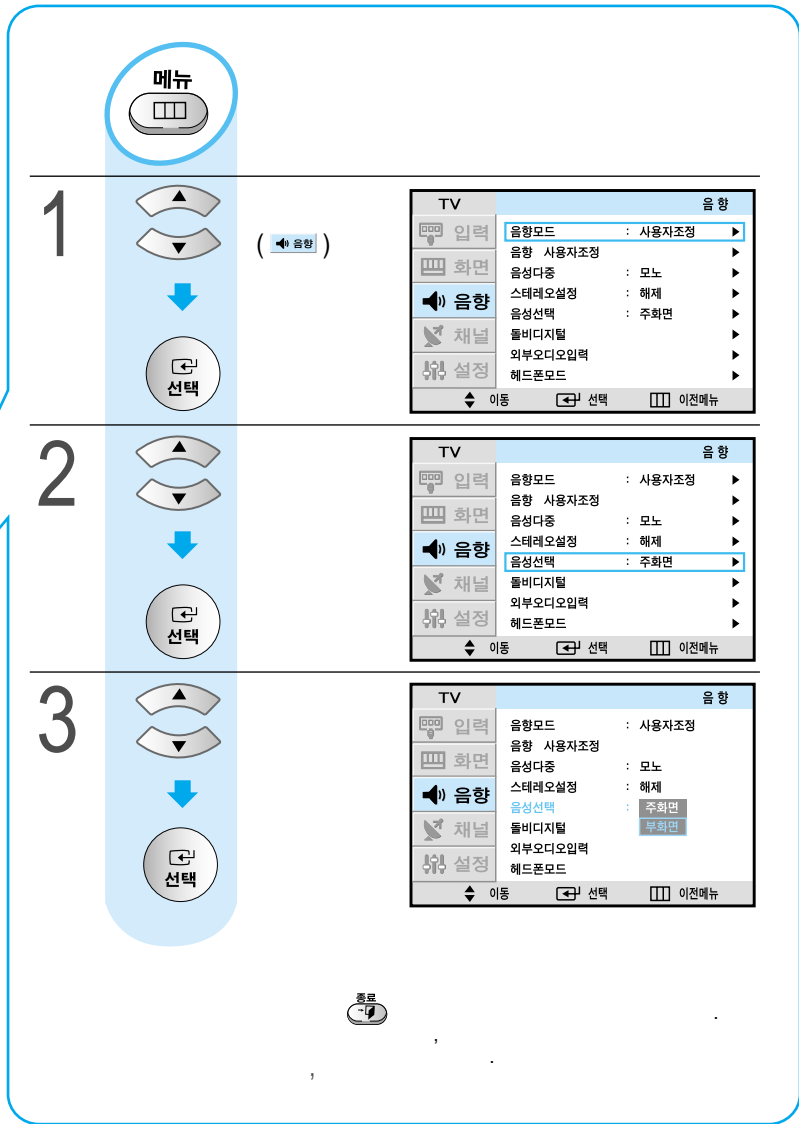 메뉴
1
( 음향 )
선택
TV 음 향
입력
화면
음향
채널
설정
음향모드 : 사용자조정 ▶
음향 사용자조정 ▶
음성다중 : 모노 ▶
스테레오설정 : 해제 ▶
음성선택 : 주화면 ▶
돌비디지털 ▶
외부오디오입력 ▶
헤드폰모드 ▶
이동 선택 이전메뉴
2
선택
TV 음 향
입력
화면
음향
채널
설정
음향모드 : 사용자조정 ▶
음향 사용자조정 ▶
음성다중 : 모노 ▶
스테레오설정 : 해제 ▶
음성선택 : 주화면 ▶
돌비디지털 ▶
외부오디오입력 ▶
헤드폰모드 ▶
이동 선택 이전메뉴
3
선택
TV 음 향
입력
화면
음향
채널
설정
음향모드 : 사용자조정
음향 사용자조정
음성다중 : 모노
스테레오설정 : 해제
음성선택 : 주화면
부화면
돌비디지털
외부오디오입력
헤드폰모드
이동 선택 이전메뉴
종료
.
,
.
,